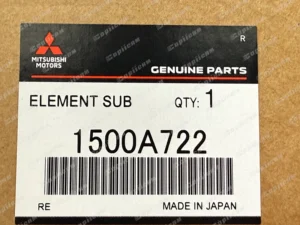 R
MITSUBISHI
MOTORS
GENUINE PARTS
ELEMENT SUB QTY: 1
1500A722
RE MADE IN JAPAN